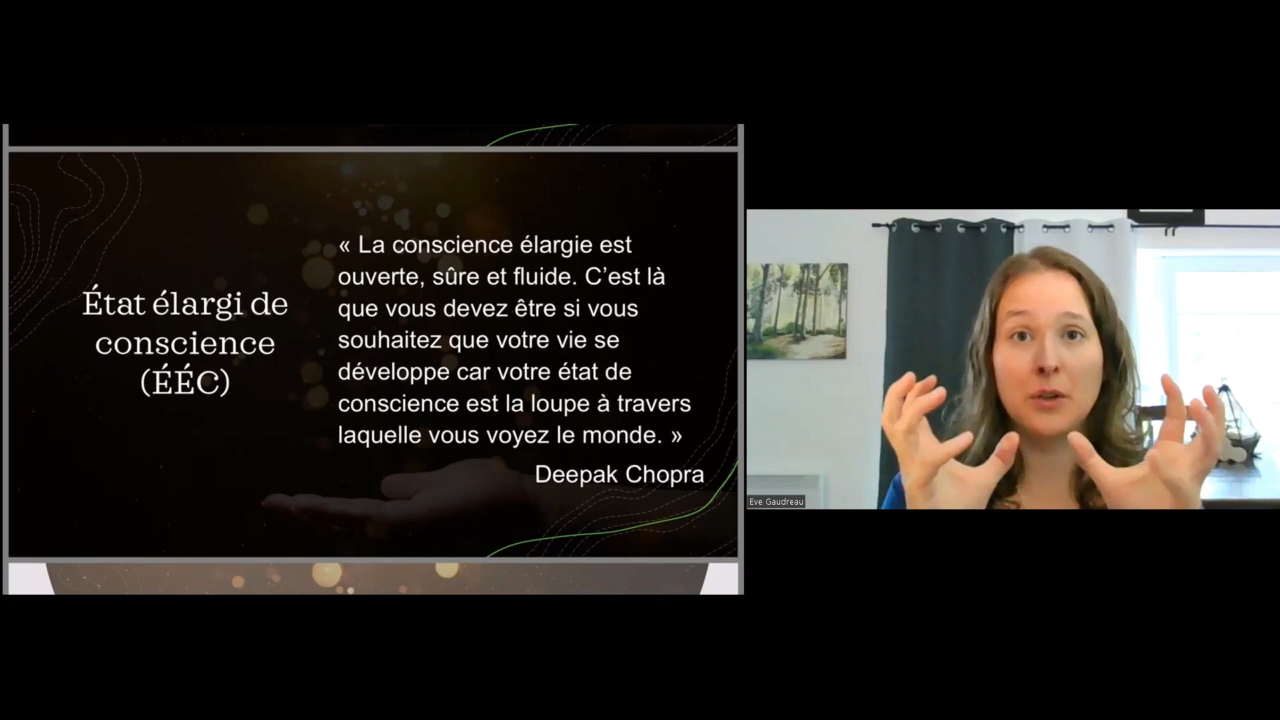 État élargi de
conscience
(ÉÉC)
« La conscience élargie est
ouverte, sûre et fluide. C’est là
que vous devez être si vous
souhaitez que votre vie se
développe car votre état de
conscience est la loupe à travers
laquelle vous voyez le monde. »
Deepak Chopra
Eve Gaudreau